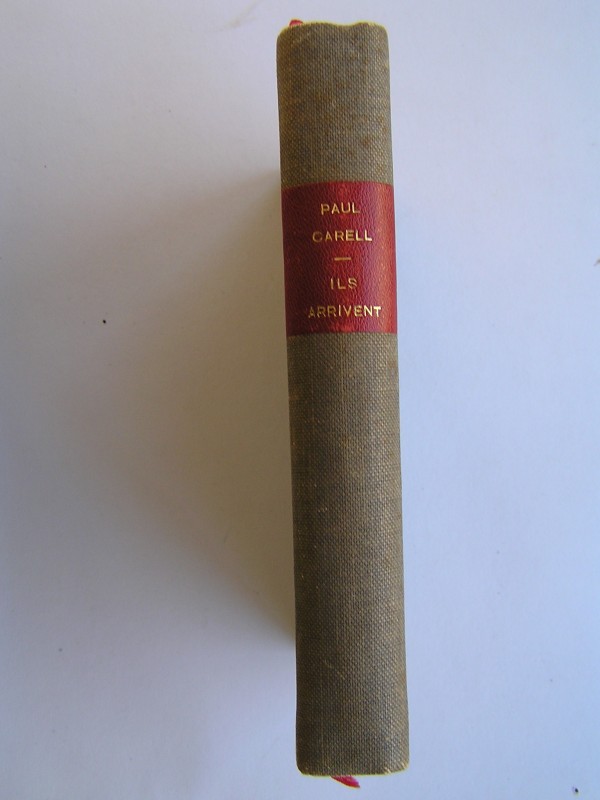 PAUL
CARELL
—
ILS
ARRIVENT